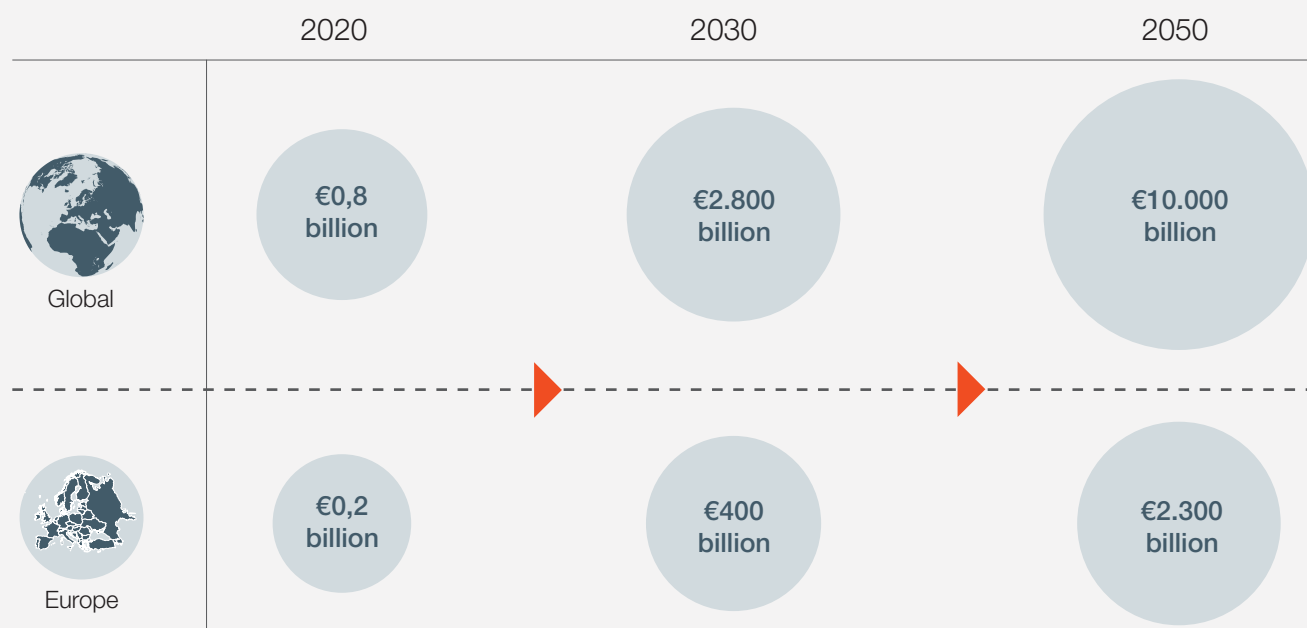 2020
2030
2050
€0,8
billion
€2.800
billion
€10.000
billion
Global
€0,2
billion
€400
billion
€2.300
billion
Europe